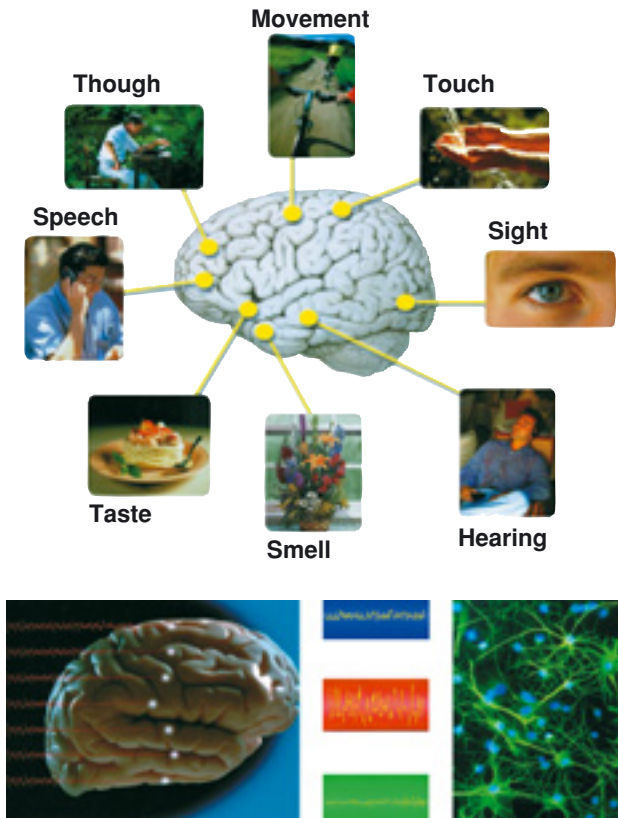 Movement
Though
Touch
Speech
Sight
Taste
Smell
Hearing